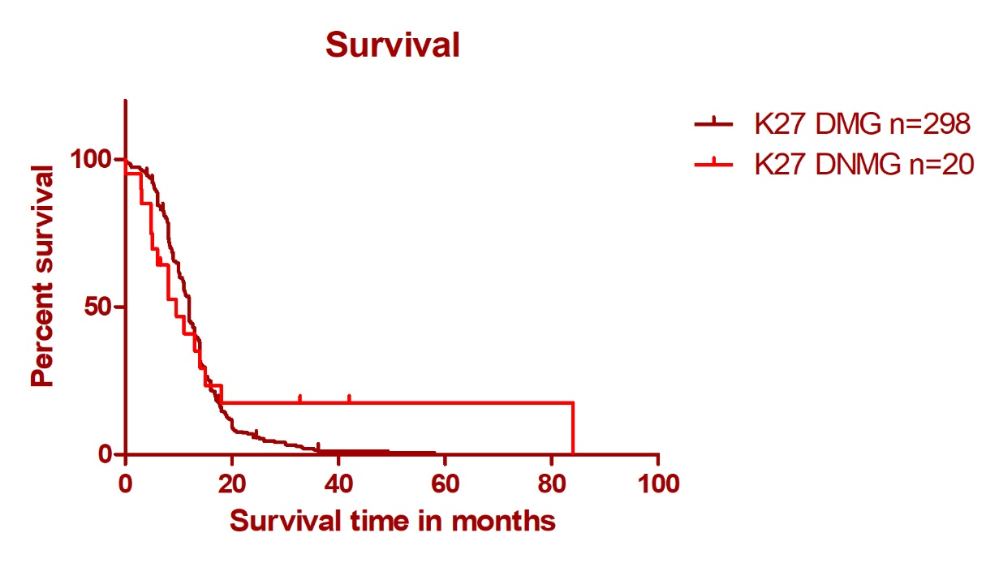 Survival
K27 DMG n=298
K27 DNMG n=20
Percent survival
100
50
0
0 20 40 60 80 100
Survival time in months